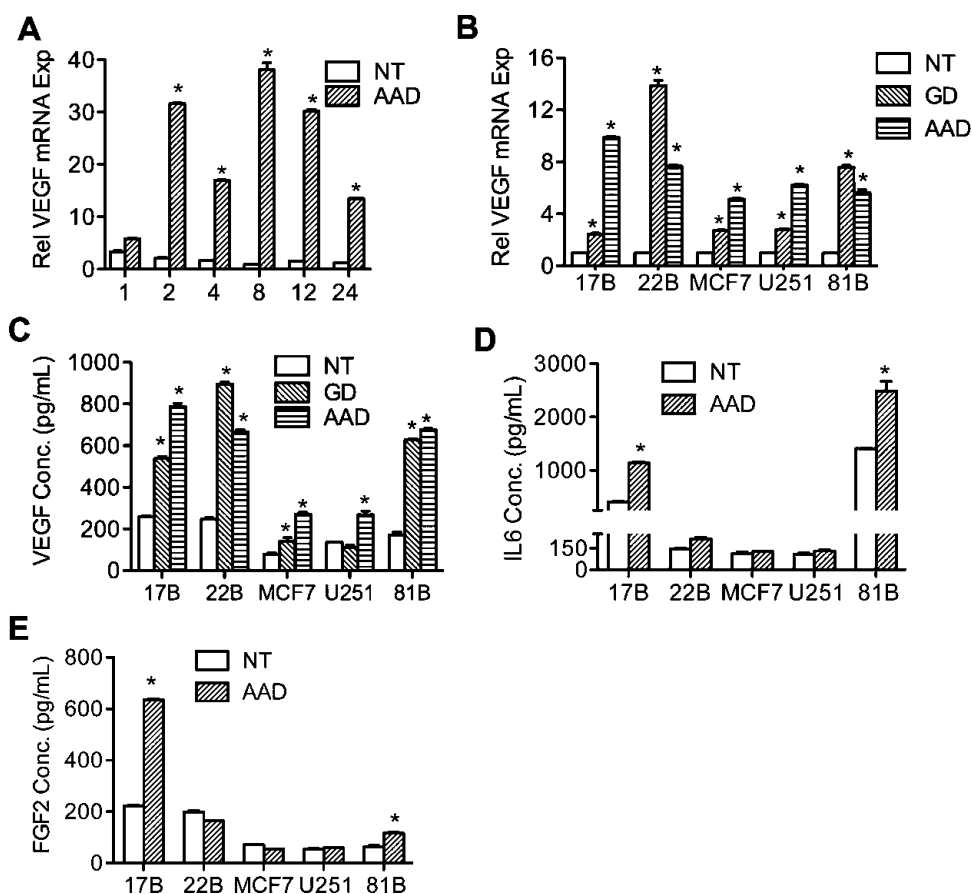 A
Rel VEGF mRNA Exp
40
30
20
10
0
* * * * *
NT
AAD
1 2 4 8 12 24
B
Rel VEGF mRNA Exp
16
12
8
4
0
* * * * * * * * * *
NT
GD
AAD
17B 22B MCF7 U251 81B
C
VEGF Conc. (pg/mL)
1000
800
600
400
200
0
* * * * * * * * *
NT
GD
AAD
17B 22B MCF7 U251 81B
D
IL6 Conc. (pg/mL)
3000
2000
1000
150
0
* *
NT
AAD
17B 22B MCF7 U251 81B
E
FGF2 Conc. (pg/mL)
800
600
400
200
0
* *
NT
AAD
17B 22B MCF7 U251 81B